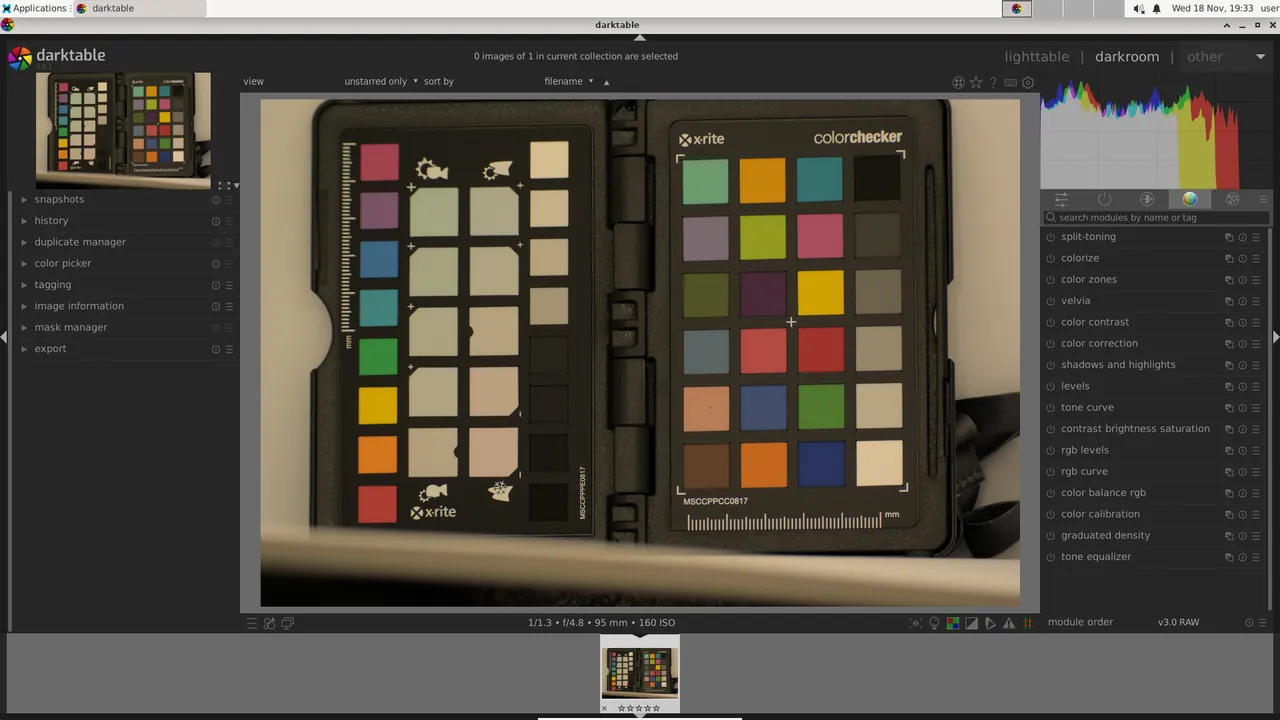 Applications
darktable
Wed 18 Nov, 19:33
user
darktable
darktable
0 images of 1 in current collection are selected
lighttable | darkroom | other
view
unstarred only
sort by
filename
snapshots
history
duplicate manager
color picker
tagging
image information
mask manager
export
x-rite
colorchecker
mm
MSCCPPPE0817
x-rite
MSCCPPCC0817
mm
search modules by name or tag
split-toning
colorize
color zones
velvia
color contrast
color correction
shadows and highlights
levels
tone curve
contrast brightness saturation
rgb levels
rgb curve
color balance rgb
color calibration
graduated density
tone equalizer
1/1.3 • f/4.8 • 95 mm • 160 ISO
module order
v3.0 RAW